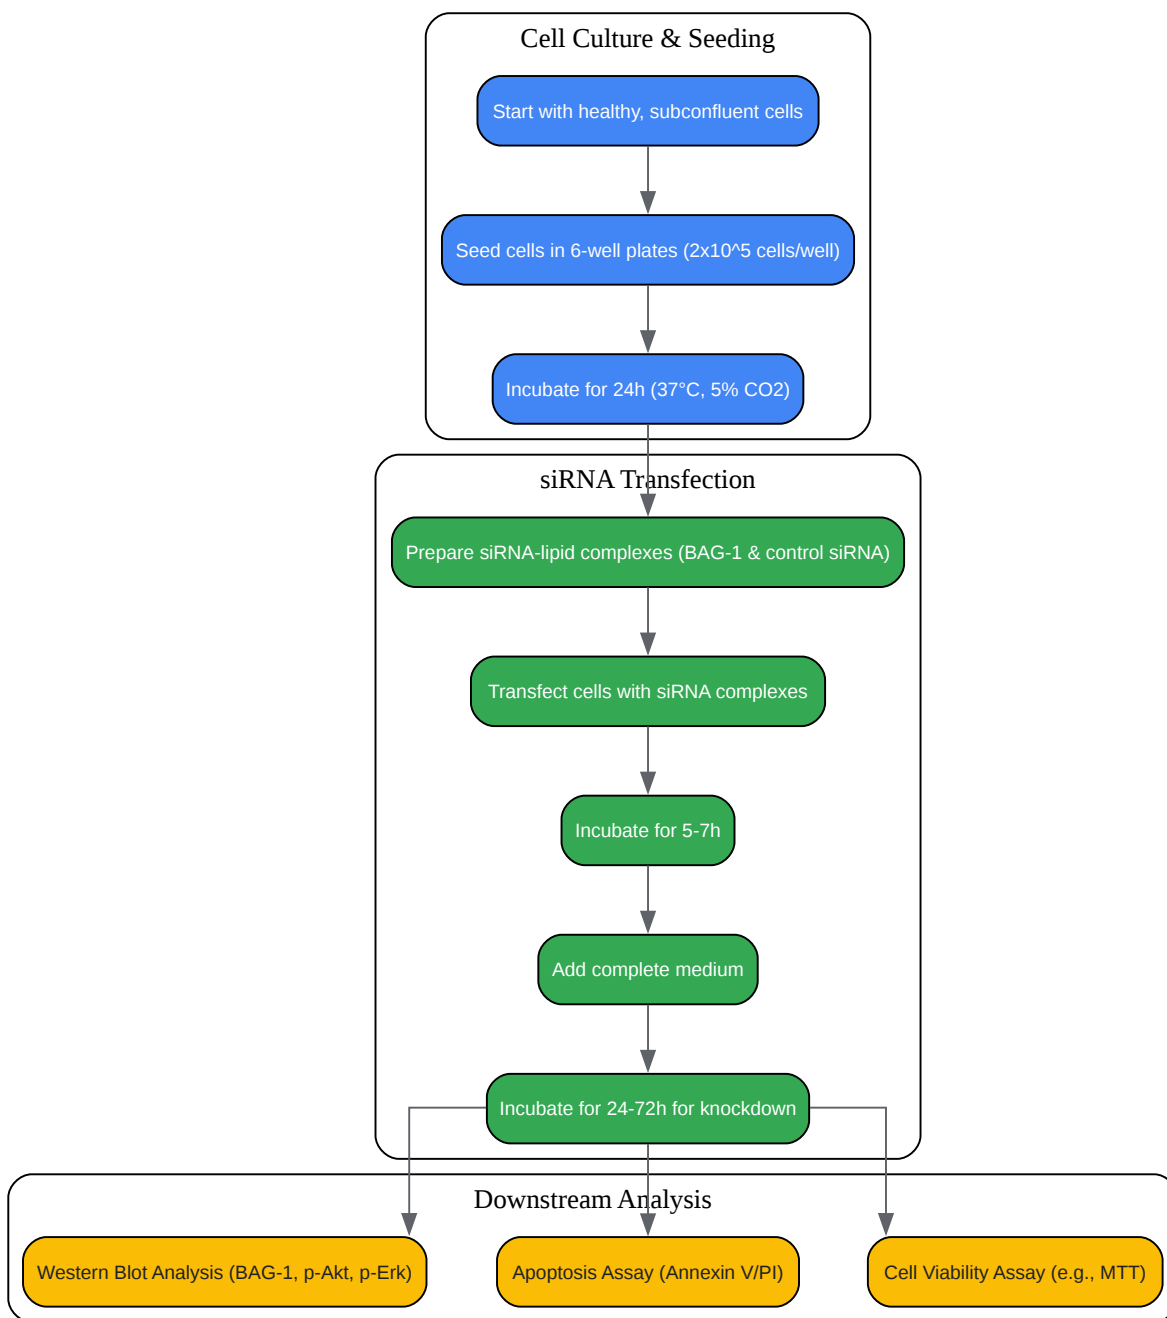 Cell Culture & Seeding
Start with healthy, subconfluent cells
Seed cells in 6-well plates (2x10^5 cells/well)
Incubate for 24h (37°C, 5% CO2)
siRNA Transfection
Prepare siRNA-lipid complexes (BAG-1 & control siRNA)
Transfect cells with siRNA complexes
Incubate for 5-7h
Add complete medium
Incubate for 24-72h for knockdown
Downstream Analysis
Western Blot Analysis (BAG-1, p-Akt, p-Erk)
Apoptosis Assay (Annexin V/PI)
Cell Viability Assay (e.g., MTT)